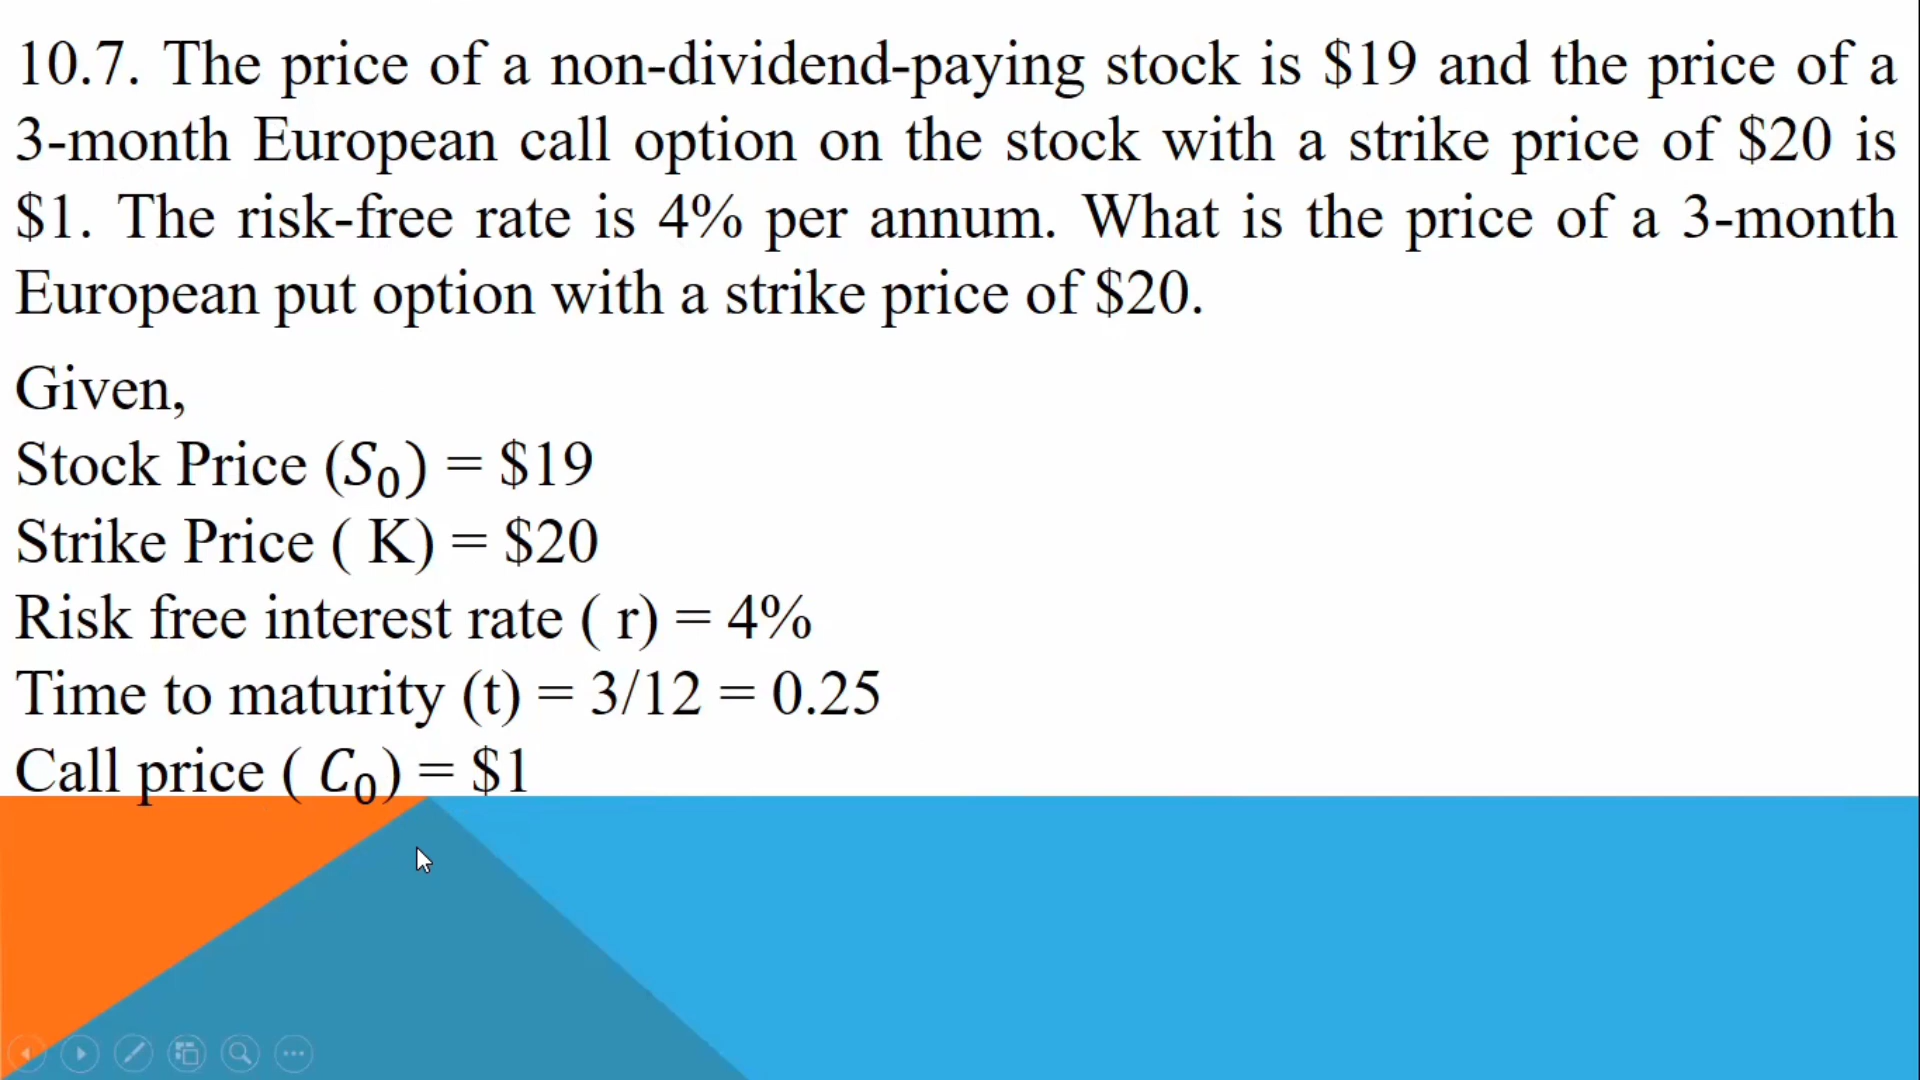 10.7. The price of a non-dividend-paying stock is $19 and the price of a
3-month European call option on the stock with a strike price of $20 is
$1. The risk-free rate is 4% per annum. What is the price of a 3-month
European put option with a strike price of $20.
Given,
Stock Price (𝑆₀) = $19
Strike Price ( K) = $20
Risk free interest rate ( r) = 4%
Time to maturity (t) = 3/12 = 0.25
Call price ( 𝐶₀) = $1